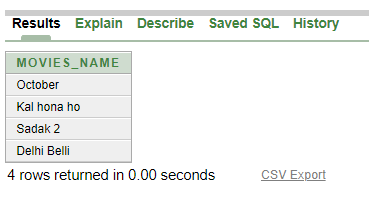 Results Explain Describe Saved SQL History
MOVIES_NAME
October
Kal hona ho
Sadak 2
Delhi Belli
4 rows returned in 0.00 seconds CSV Export